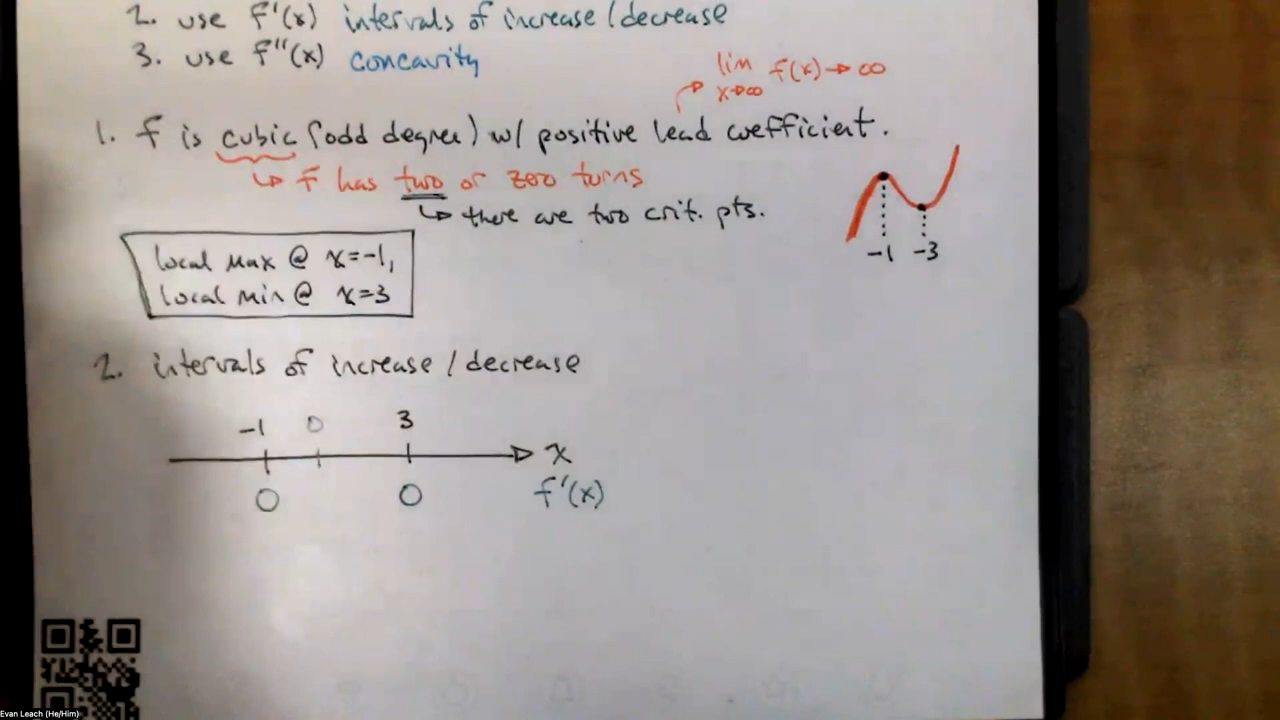 2. use f'(x) intervals of increase/decrease
3. use f"(x) concavity
lim f(x) → ∞
x→∞
1. f is cubic (odd degree) w/ positive lead coefficient.
↳ f has two or zero turns
↳ there are two crit. pts.
-1 -3
local max @ x=-1,
local min @ x=3
2. intervals of increase / decrease
-1 0 3
x
0 0 f'(x)
Evan Leach (He/Him)